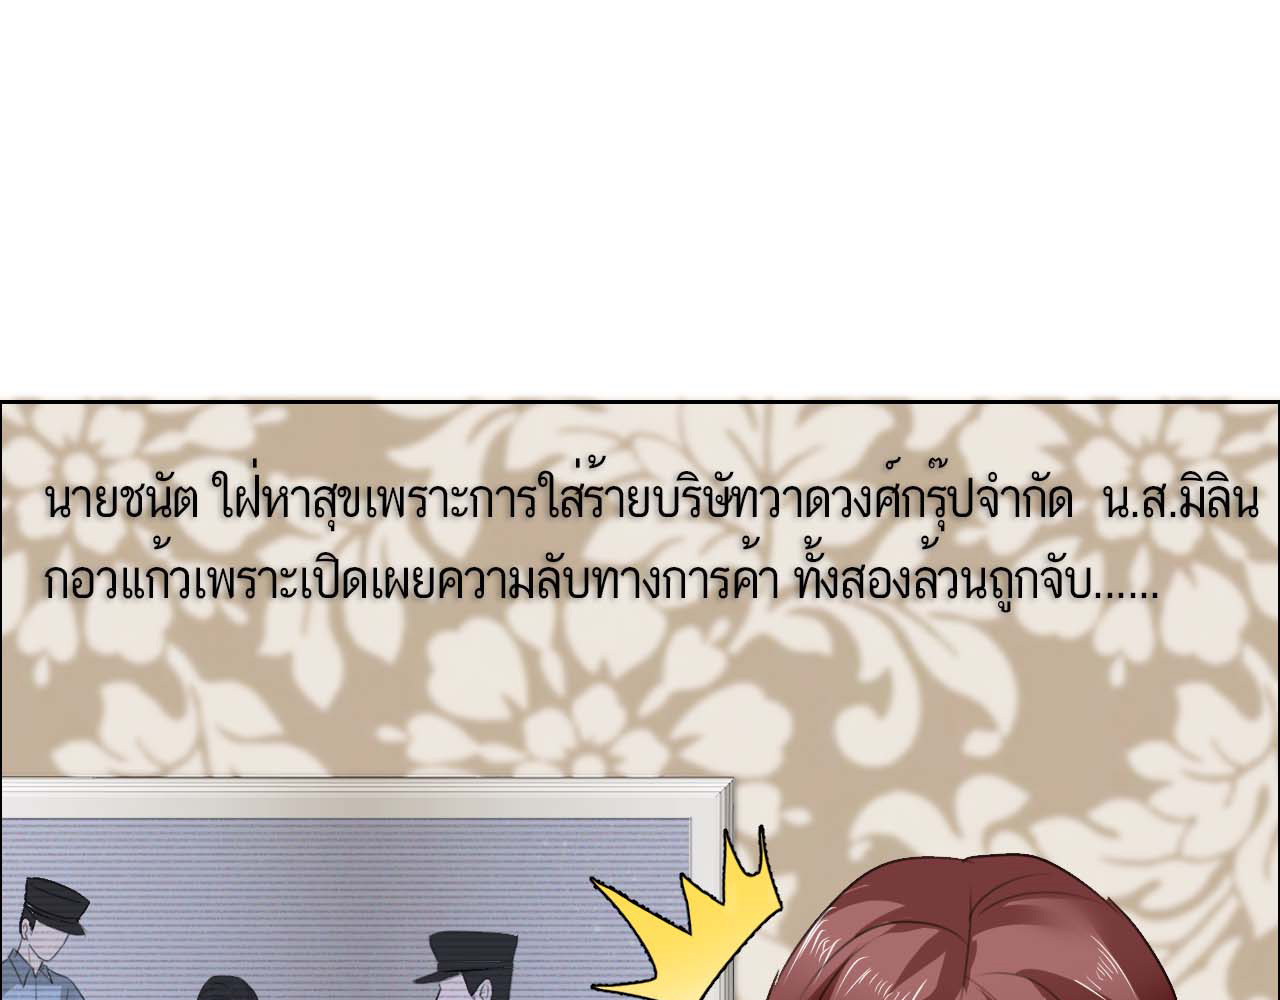 นายชนัต ใฝ่หาสุขเพราะการใส่ร้ายบริษัทวาดวงศ์กรุ๊ปจำกัด น.ส.มิลิน
กอวแก้วเพราะเปิดเผยความลับทางการค้า ทั้งสองล้วนถูกจับ......